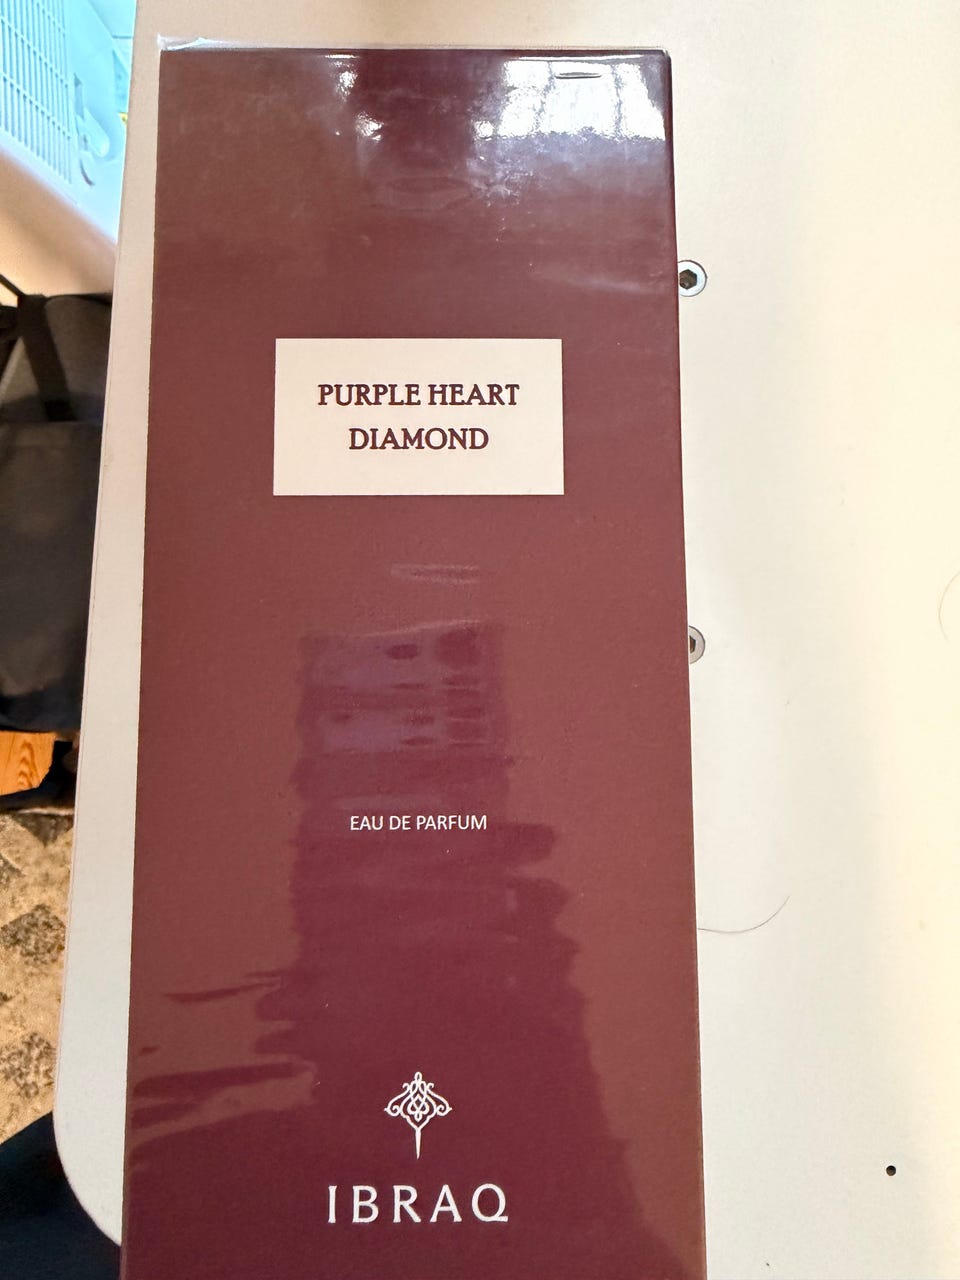 PURPLE HEART
DIAMOND
EAU DE PARFUM
IBRAQ